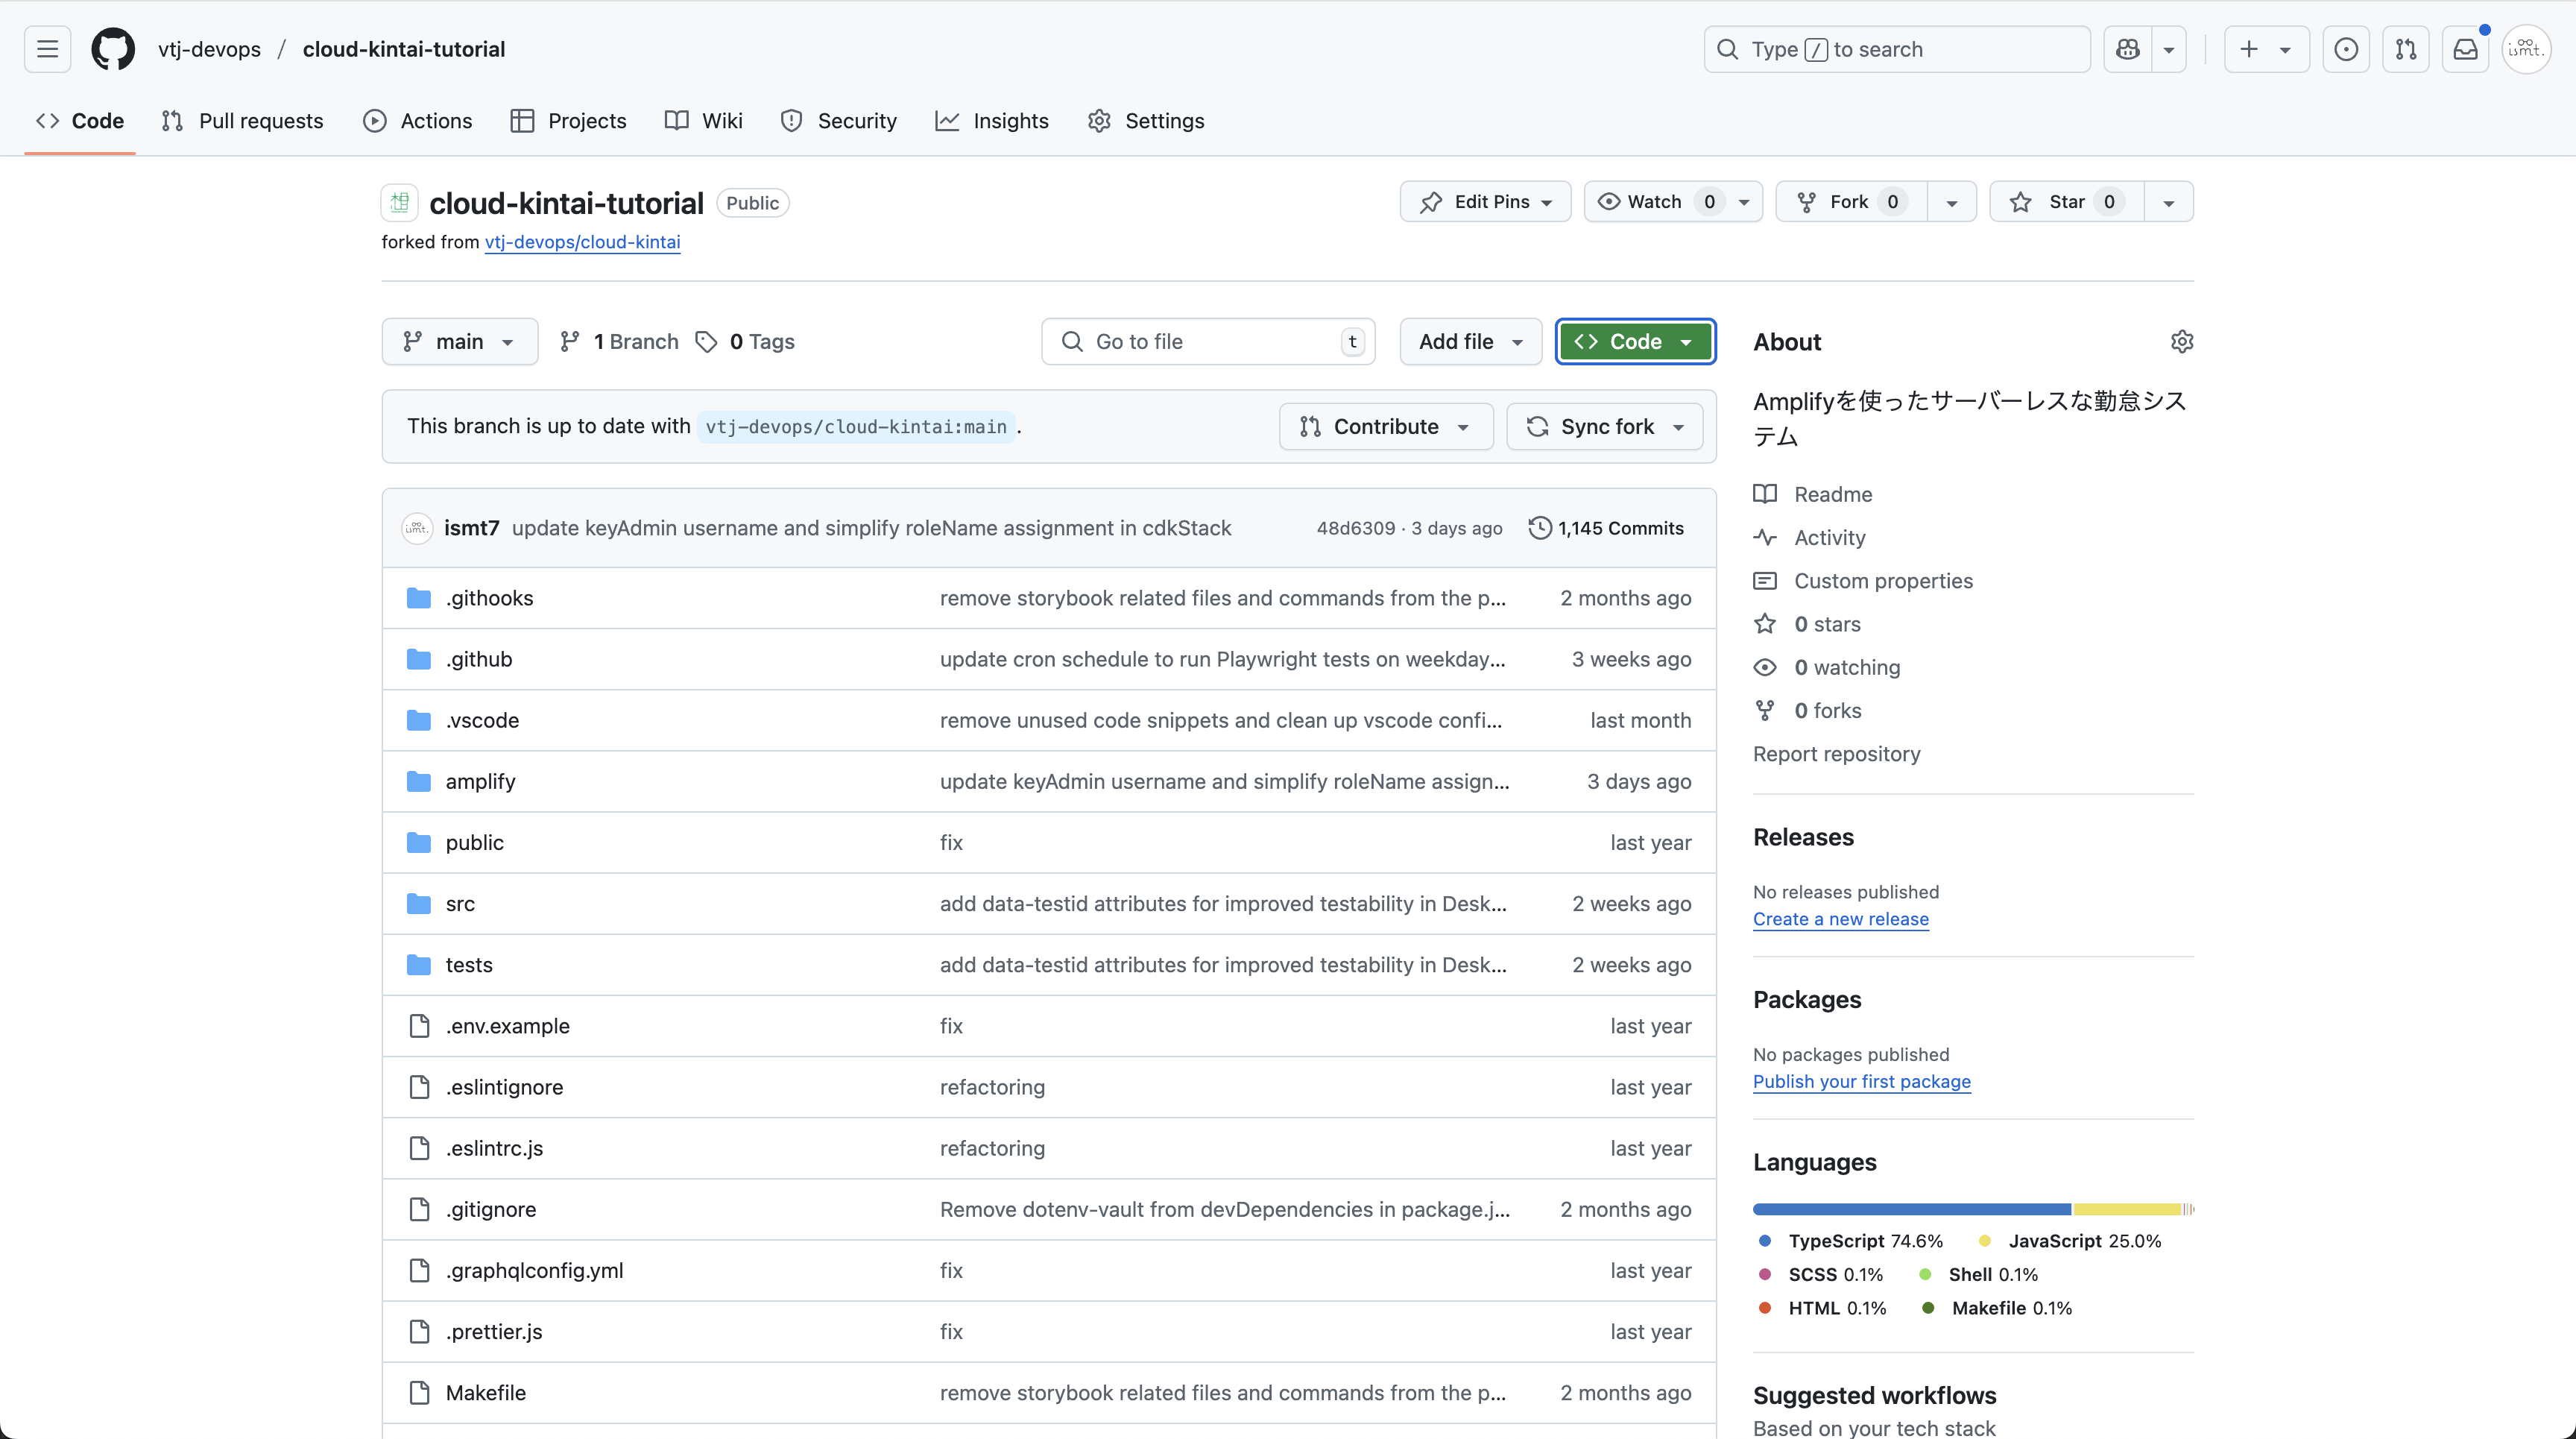 vtj-devops / cloud-kintai-tutorial
Type / to search
ismt.
Code
Pull requests
Actions
Projects
Wiki
Security
Insights
Settings
cloud-kintai-tutorial Public
Edit Pins
Watch 0
Fork 0
Star 0
forked from vtj-devops/cloud-kintai
main
1 Branch
0 Tags
Go to file t
Add file
Code
This branch is up to date with vtj-devops/cloud-kintai:main .
Contribute
Sync fork
ismt. ismt7 update keyAdmin username and simplify roleName assignment in cdkStack 48d6309 · 3 days ago 1,145 Commits
.githooks remove storybook related files and commands from the p... 2 months ago
.github update cron schedule to run Playwright tests on weekday... 3 weeks ago
.vscode remove unused code snippets and clean up vscode confi... last month
amplify update keyAdmin username and simplify roleName assign... 3 days ago
public fix last year
src add data-testid attributes for improved testability in Desk... 2 weeks ago
tests add data-testid attributes for improved testability in Desk... 2 weeks ago
.env.example fix last year
.eslintignore refactoring last year
.eslintrc.js refactoring last year
.gitignore Remove dotenv-vault from devDependencies in package.j... 2 months ago
.graphqlconfig.yml fix last year
.prettier.js fix last year
Makefile remove storybook related files and commands from the p... 2 months ago
About
Amplifyを使ったサーバーレスな勤怠シス
テム
Readme
Activity
Custom properties
0 stars
0 watching
0 forks
Report repository
Releases
No releases published
Create a new release
Packages
No packages published
Publish your first package
Languages
TypeScript 74.6% JavaScript 25.0%
SCSS 0.1% Shell 0.1%
HTML 0.1% Makefile 0.1%
Suggested workflows
Based on your tech stack